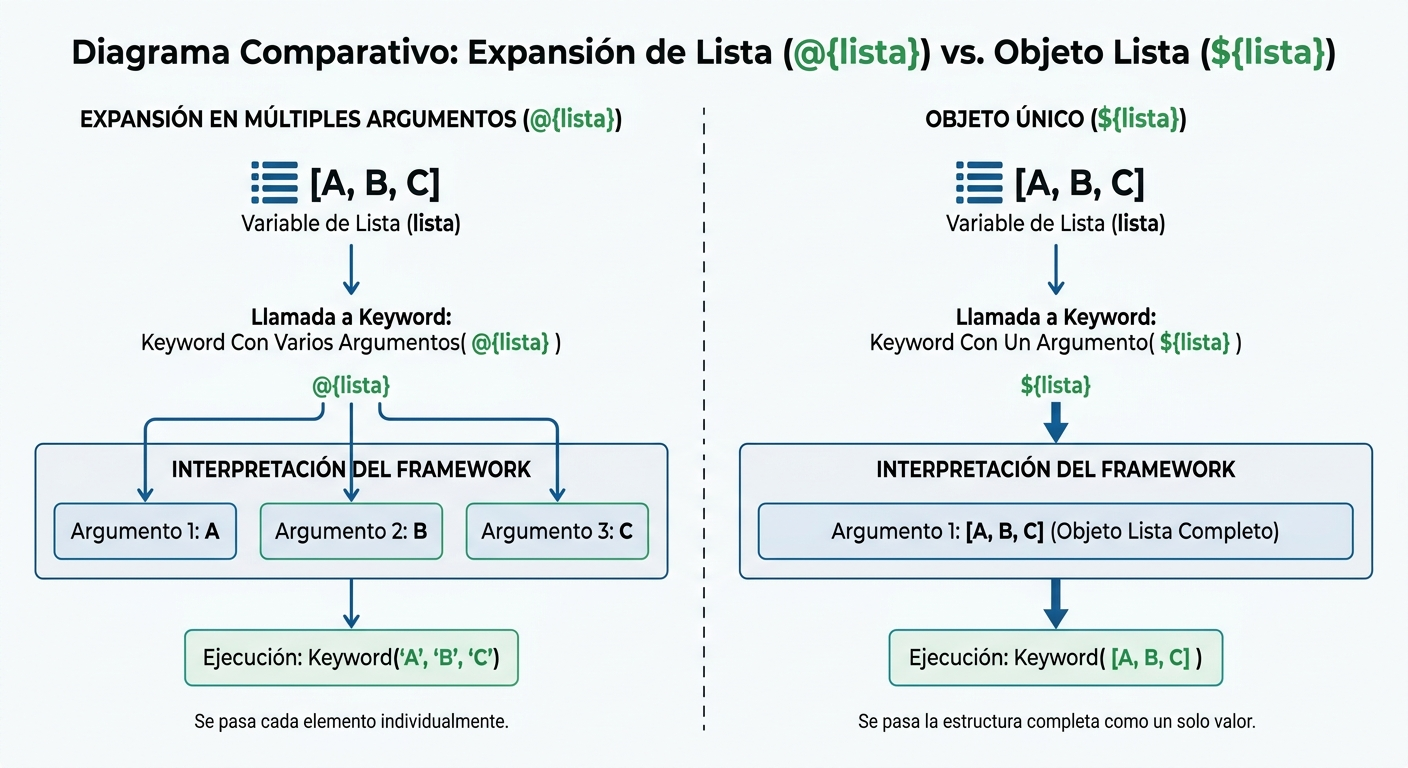 Diagrama Comparativo: Expansión de Lista (@{lista}) vs. Objeto Lista (${lista})
EXPANSIÓN EN MÚLTIPLES ARGUMENTOS (@{lista})
[A, B, C]
Variable de Lista (lista)
Llamada a Keyword:
Keyword Con Varios Argumentos( @{lista} )
@{lista}
INTERPRETACIÓN DEL FRAMEWORK
Argumento 1: A
Argumento 2: B
Argumento 3: C
Ejecución: Keyword(‘A’, ‘B’, ‘C’)
Se pasa cada elemento individualmente.
OBJETO ÚNICO (${lista})
[A, B, C]
Variable de Lista (lista)
Llamada a Keyword:
Keyword Con Un Argumento( ${lista} )
${lista}
INTERPRETACIÓN DEL FRAMEWORK
Argumento 1: [A, B, C] (Objeto Lista Completo)
Ejecución: Keyword( [A, B, C] )
Se pasa la estructura completa como un solo valor.